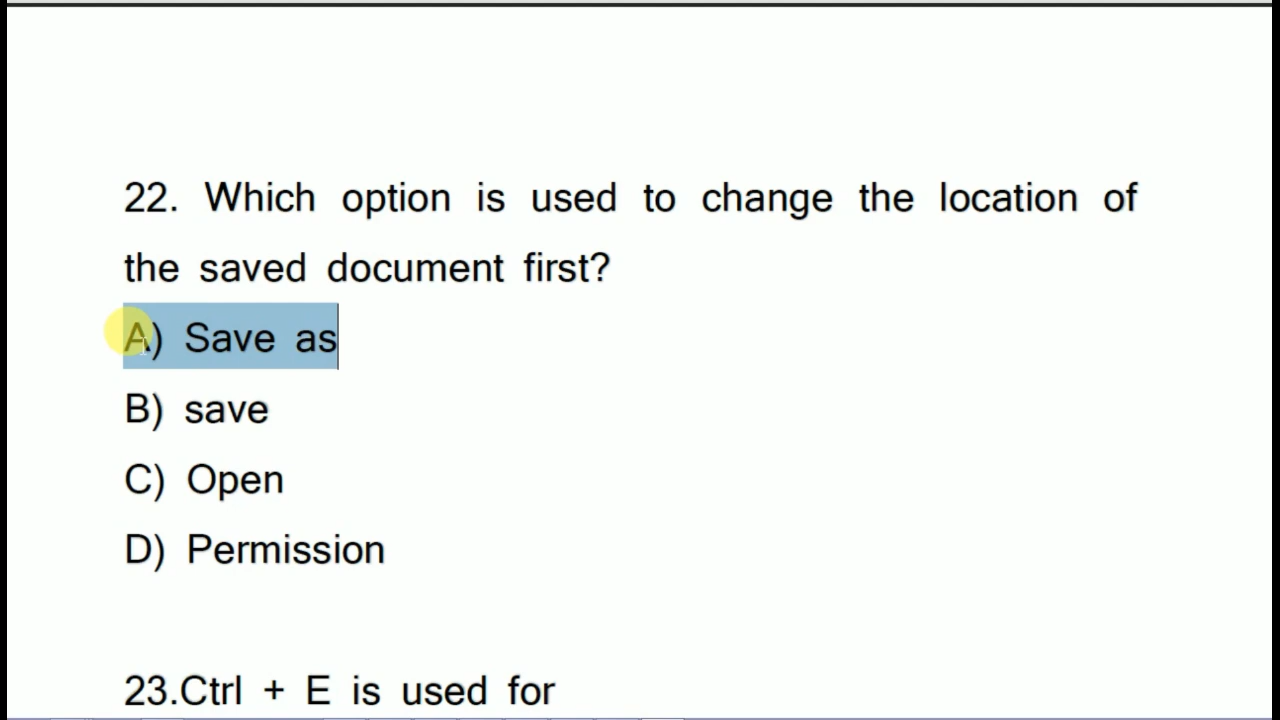 22. Which option is used to change the location of
the saved document first?
A) Save as
B) save
C) Open
D) Permission
23.Ctrl + E is used for